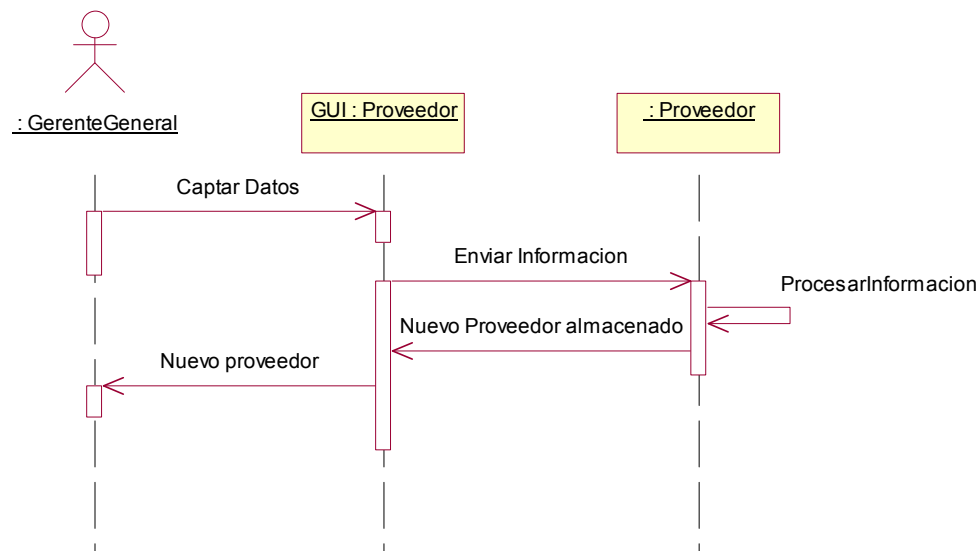 : GerenteGeneral
GUI : Proveedor
: Proveedor
Captar Datos
Enviar Informacion
ProcesarInformacion
Nuevo Proveedor almacenado
Nuevo proveedor